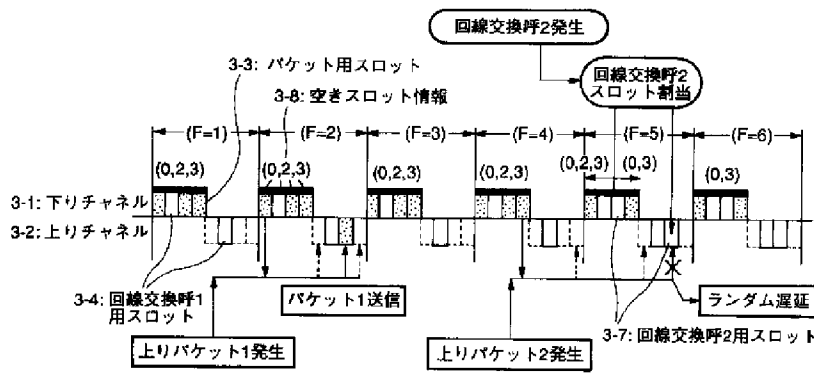 回線交換呼2発生
3-3: パケット用スロット
回線交換呼2
スロット割当
3-8: 空きスロット情報
(F=1)
(F=2)
(F=3)
(F=4)
(F=5)
(F=6)
(0,2,3)
(0,2,3)
(0,2,3)
(0,2,3)
(0,2,3)
(0,3)
(0,3)
3-1: 下りチャネル
3-2: 上りチャネル
3-4: 回線交換呼1
用スロット
パケット1送信
ランダム遅延
3-7: 回線交換呼2用スロット
上りパケット1発生
上りパケット2発生